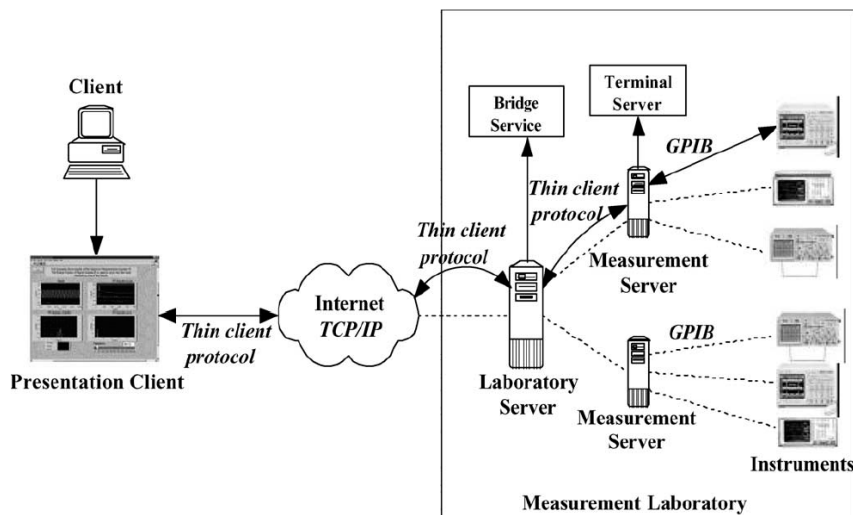 Client
Presentation Client
Thin client
protocol
Internet
TCP/IP
Thin client
protocol
Bridge
Service
Laboratory
Server
Thin client
protocol
Terminal
Server
Measurement
Server
GPIB
GPIB
Measurement
Server
Instruments
Measurement Laboratory